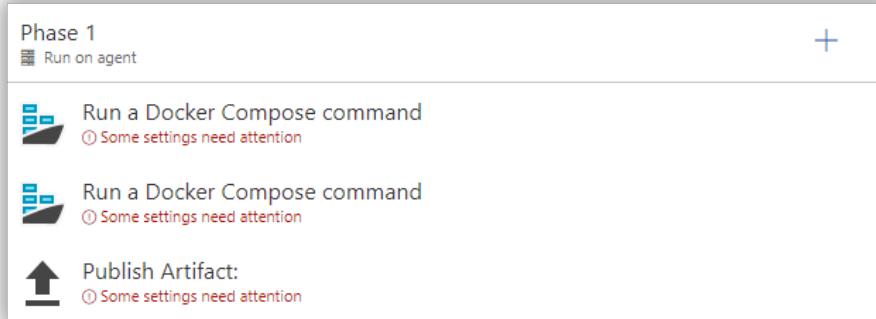 Phase 1
Run on agent
Run a Docker Compose command
Some settings need attention
Run a Docker Compose command
Some settings need attention
Publish Artifact:
Some settings need attention